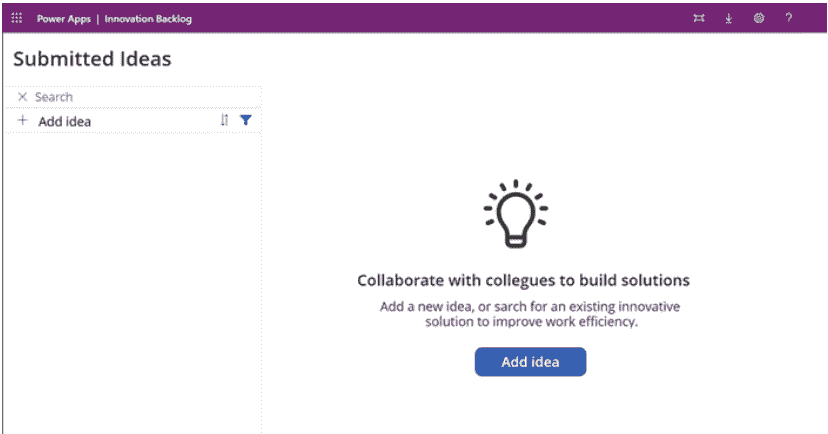 Power Apps | Innovation Backlog
?
Submitted Ideas
Search
Add idea
Collaborate with collegues to build solutions
Add a new idea, or sarch for an existing innovative
solution to improve work efficiency.
Add idea